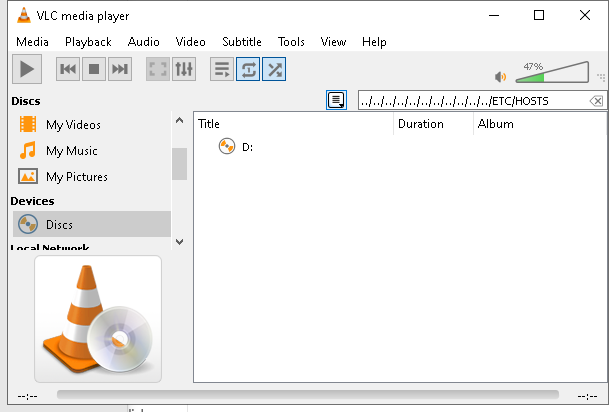 VLC media player
Media Playback Audio Video Subtitle Tools View Help
47%
Discs
../../../../../../../../../../../ETC/HOSTS
Title Duration Album
My Videos
D:
My Music
My Pictures
Devices
Discs
Local Network
--:-- --:--